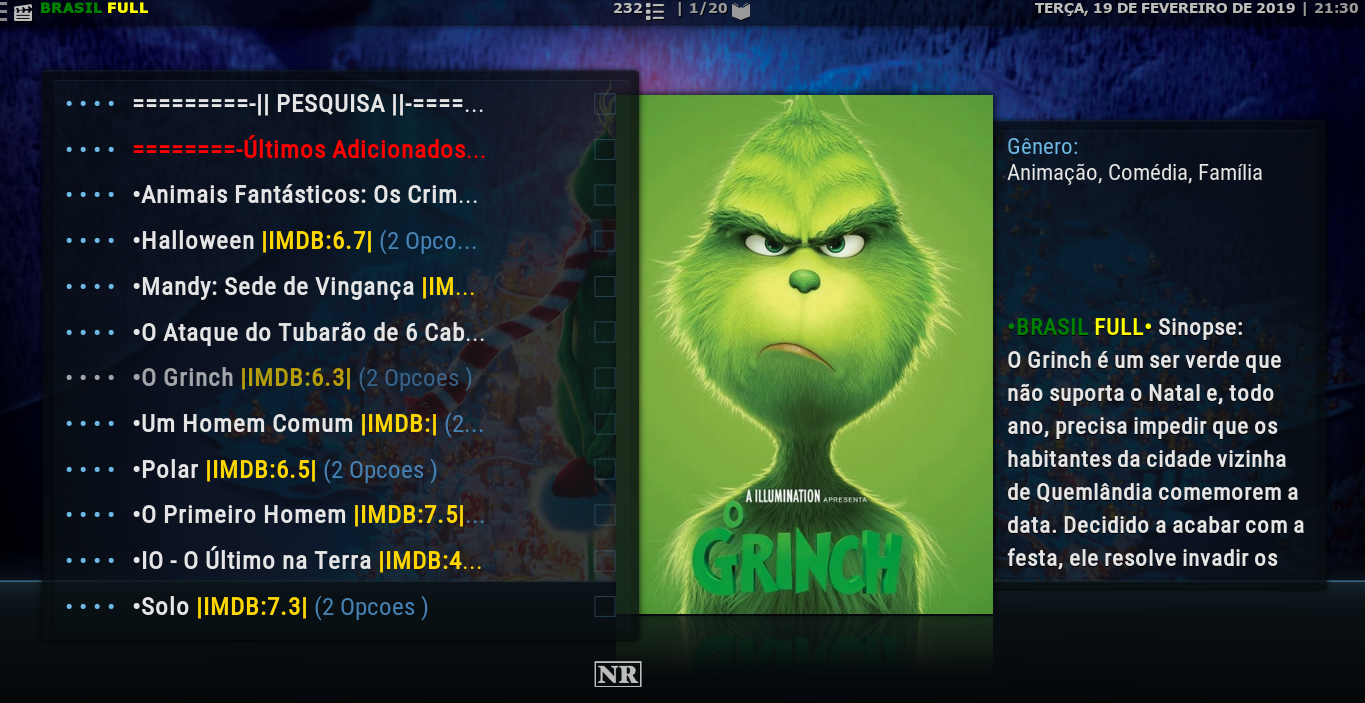 BRASIL FULL
232 | 1/20
TERÇA, 19 DE FEVEREIRO DE 2019 | 21:30
=========-|| PESQUISA ||-====...
========-Últimos Adicionados...
•Animais Fantásticos: Os Crim...
•Halloween |IMDB:6.7| (2 Opco...
•Mandy: Sede de Vingança |IM...
•O Ataque do Tubarão de 6 Cab...
•O Grinch |IMDB:6.3| (2 Opcoes )
•Um Homem Comum |IMDB:| (2...
•Polar |IMDB:6.5| (2 Opcoes )
•O Primeiro Homem |IMDB:7.5|...
•IO - O Último na Terra |IMDB:4...
•Solo |IMDB:7.3| (2 Opcoes )
A ILLUMINATION APRESENTA
O
GRINCH
Gênero:
Animação, Comédia, Família
•BRASIL FULL• Sinopse:
O Grinch é um ser verde que
não suporta o Natal e, todo
ano, precisa impedir que os
habitantes da cidade vizinha
de Quemlândia comemorem a
data. Decidido a acabar com a
festa, ele resolve invadir os
NR